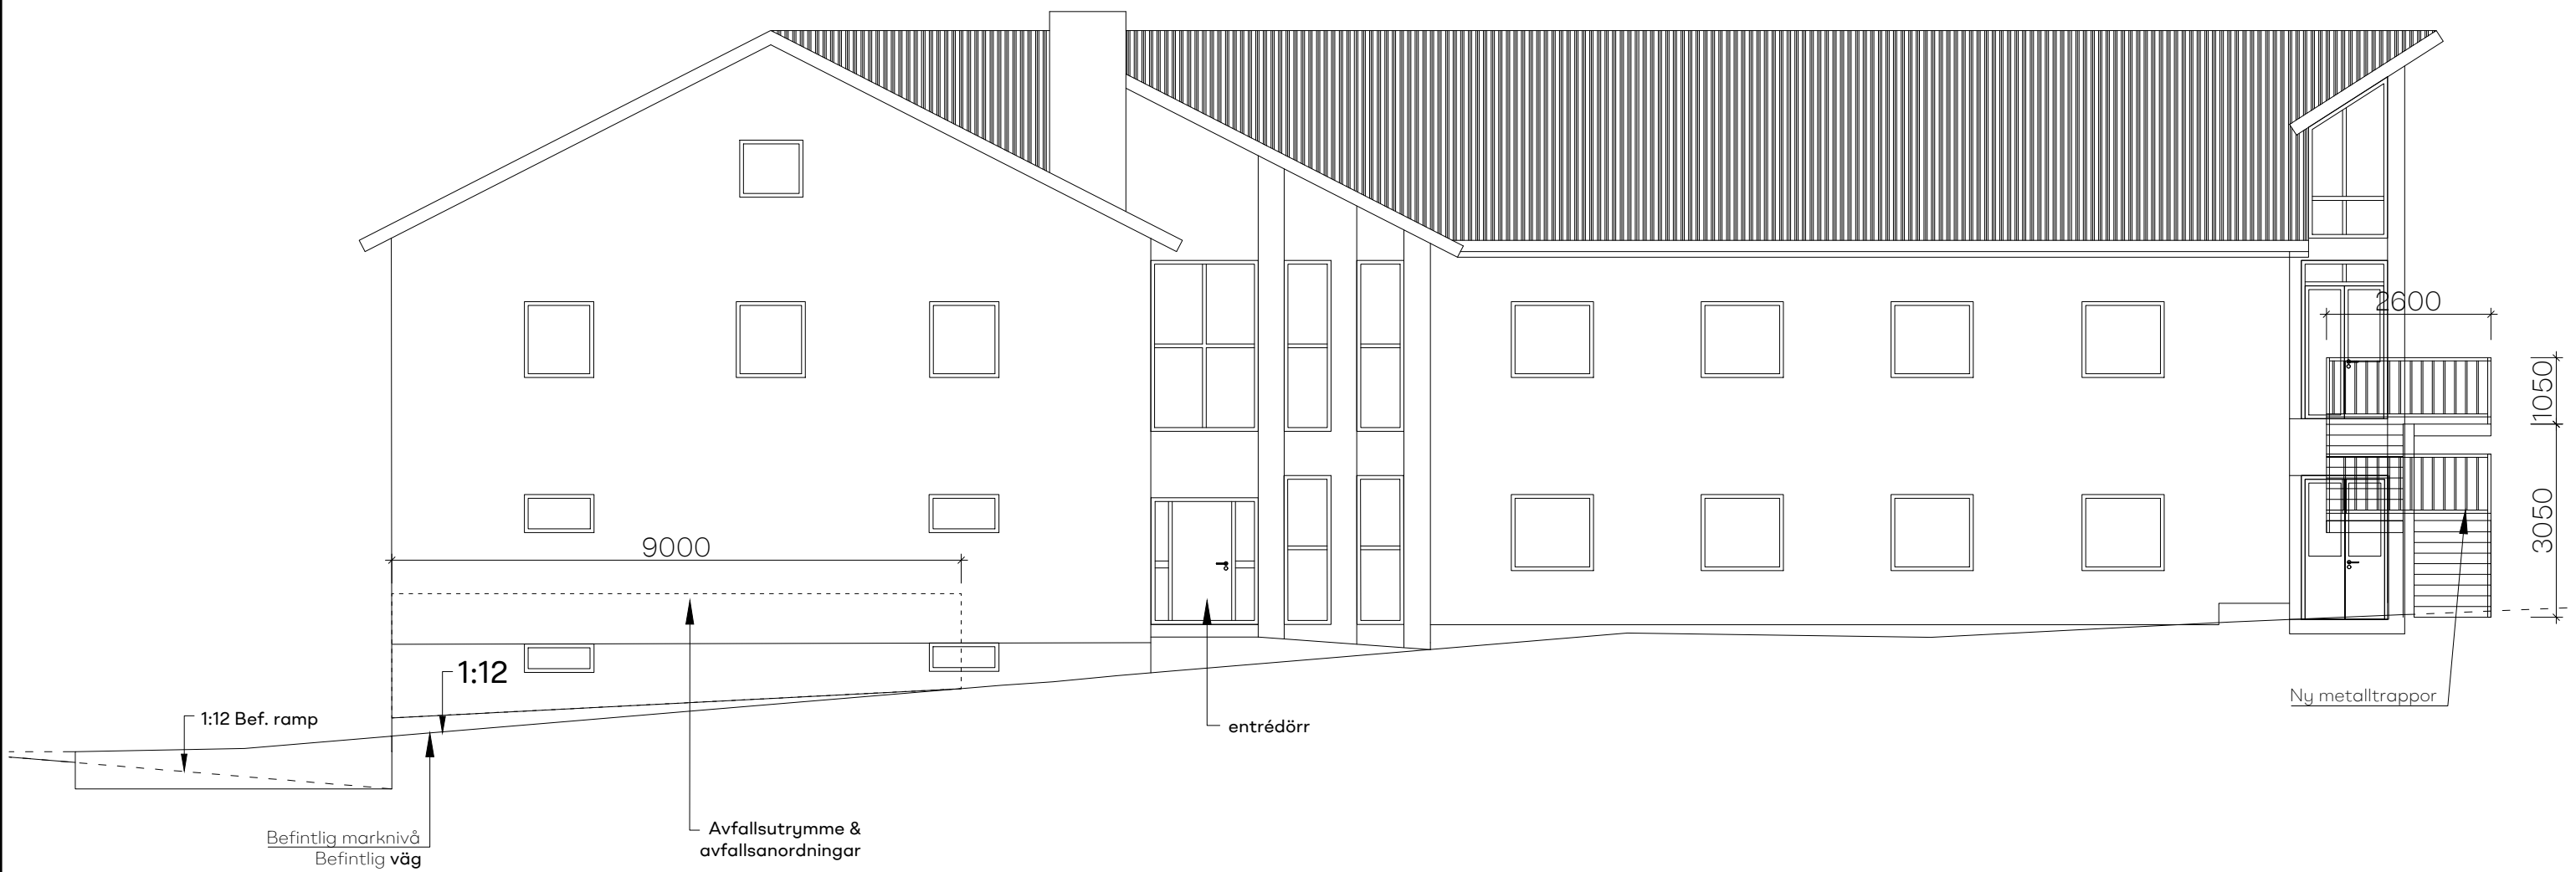 2600
1050
3050
9000
1:12
1:12 Bef. ramp
entrédörr
Ny metalltrappor
Befintlig marknivå
Befintlig väg
Avfallsutrymme &
avfallsanordningar